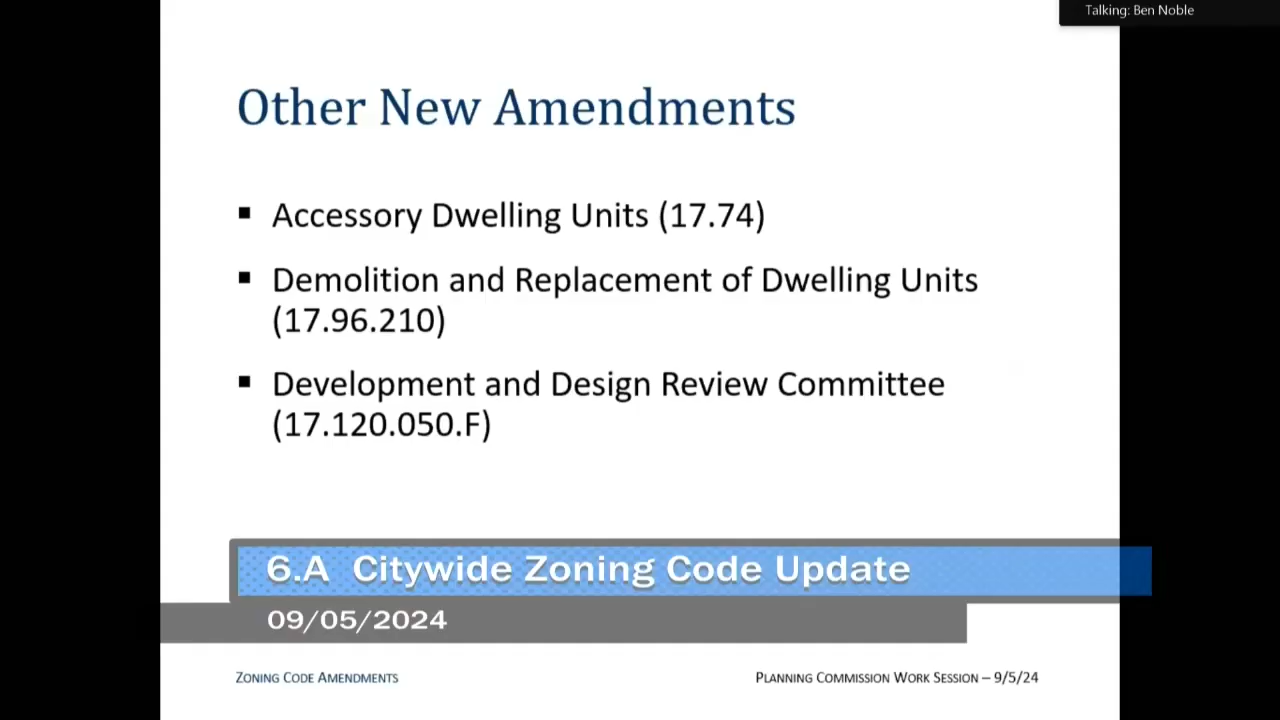 Talking: Ben Noble
Other New Amendments
▪ Accessory Dwelling Units (17.74)
▪ Demolition and Replacement of Dwelling Units
(17.96.210)
▪ Development and Design Review Committee
(17.120.050.F)
6.A Citywide Zoning Code Update
09/05/2024
ZONING CODE AMENDMENTS
PLANNING COMMISSION WORK SESSION – 9/5/24